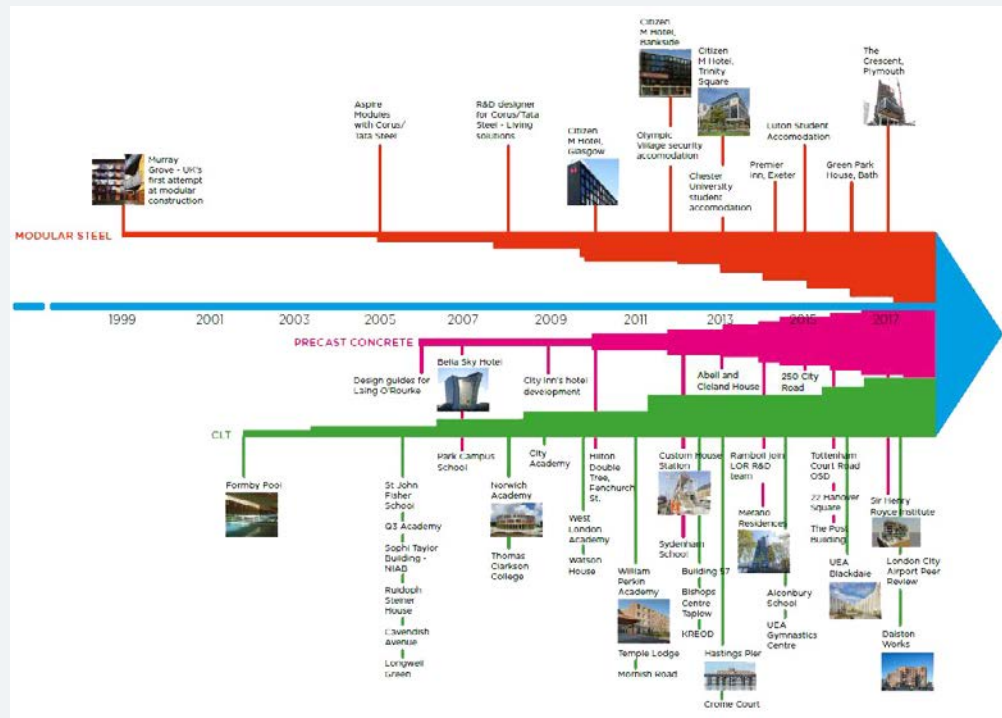 Citizen
M Hotel,
Bankside
Citizen
M Hotel,
Trinity
Square
The
Crescent,
Plymouth
Aspire
Modules
with Corus/
Tata Steel
R&D designer
for Corus/Tata
Steel - Living
solutions
Citizen
M Hotel,
Glasgow
Olympic
Village security
accomodation
Luton Student
Accomodation
Murray
Grove - UK's
first attempt
at modular
construction
Chester
University
student
accomodation
Premier
Inn, Exeter
Green Park
House, Bath
MODULAR STEEL
1999
2001
2003
2005
2007
2009
2011
2013
2015
2017
PRECAST CONCRETE
Design guides for
Laing O'Rourke
Bella Sky Hotel
City Inn's hotel
development
Abell and
Cleland House
250 City
Road
CLT
Formby Pool
St John
Fisher
School
Q3 Academy
Sophi Taylor
Building -
NIAB
Rudolph
Steiner
House
Cavendish
Avenue
Longwell
Green
Park Campus
School
Norwich
Academy
Thomas
Clarkson
College
City
Academy
West
London
Academy
Watson
House
Hilton
Double
Tree,
Fenchurch
St.
William
Perkin
Academy
Temple Lodge
Mornish Road
Custom House
Station
Sydenham
School
Building 57
Bishops
Centre
Taplow
KREOD
Hastings Pier
Crome Court
Ramboll join
LOR R&D
team
Merano
Residences
Alconbury
School
UEA
Gymnastics
Centre
Tottenham
Court Road
OSD
22 Hanover
Square
The Post
Building
UEA
Blackdale
Sir Henry
Royce Institute
London City
Airport Peer
Review
Dalston
Works